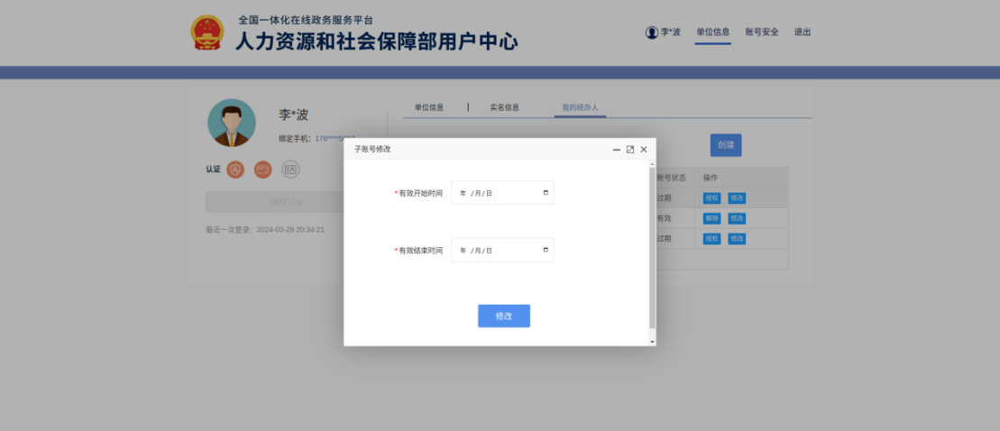 全国一体化在线政务服务平台
人力资源和社会保障部用户中心
李*波 单位信息 账号安全 退出
李*波
绑定手机：
认证
修改认证
最近一次登录：2024-03-29 20:34:21
单位信息 | 实名信息 我的经办人
创建
账号状态 操作
过期 授权 修改
有效 解除 修改
过期 授权 修改
子账号修改
*有效开始时间 年 /月/日
*有效结束时间 年 /月/日
修改